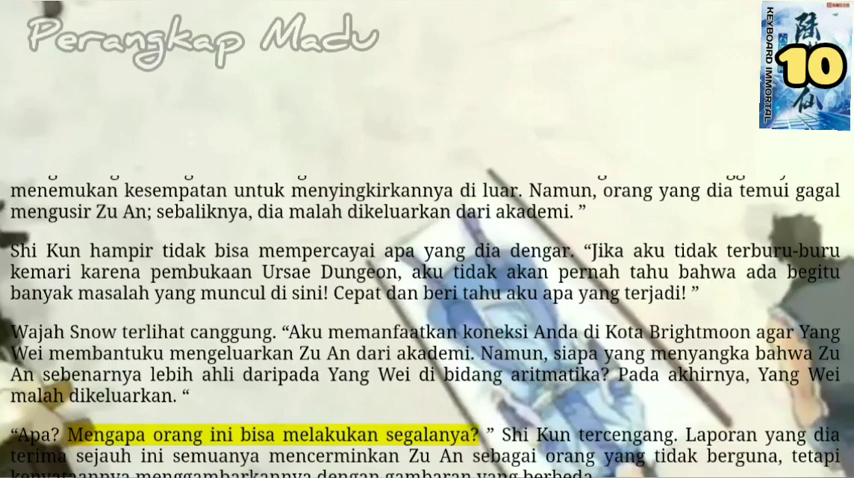 Perangkap Madu
KEYBOARD IMMORTAL
10
menemukan kesempatan untuk menyingkirkannya di luar. Namun, orang yang dia temui gagal
mengusir Zu An; sebaliknya, dia malah dikeluarkan dari akademi. ”
Shi Kun hampir tidak bisa mempercayai apa yang dia dengar. “Jika aku tidak terburu-buru
kemari karena pembukaan Ursae Dungeon, aku tidak akan pernah tahu bahwa ada begitu
banyak masalah yang muncul di sini! Cepat dan beri tahu aku apa yang terjadi! ”
Wajah Snow terlihat canggung. “Aku memanfaatkan koneksi Anda di Kota Brightmoon agar Yang
Wei membantuku mengeluarkan Zu An dari akademi. Namun, siapa yang menyangka bahwa Zu
An sebenarnya lebih ahli daripada Yang Wei di bidang aritmatika? Pada akhirnya, Yang Wei
malah dikeluarkan. “
“Apa? Mengapa orang ini bisa melakukan segalanya? ” Shi Kun tercengang. Laporan yang dia
terima sejauh ini semuanya mencerminkan Zu An sebagai orang yang tidak berguna, tetapi
kenyataannya menggambarkannya dengan gambaran yang berbeda.